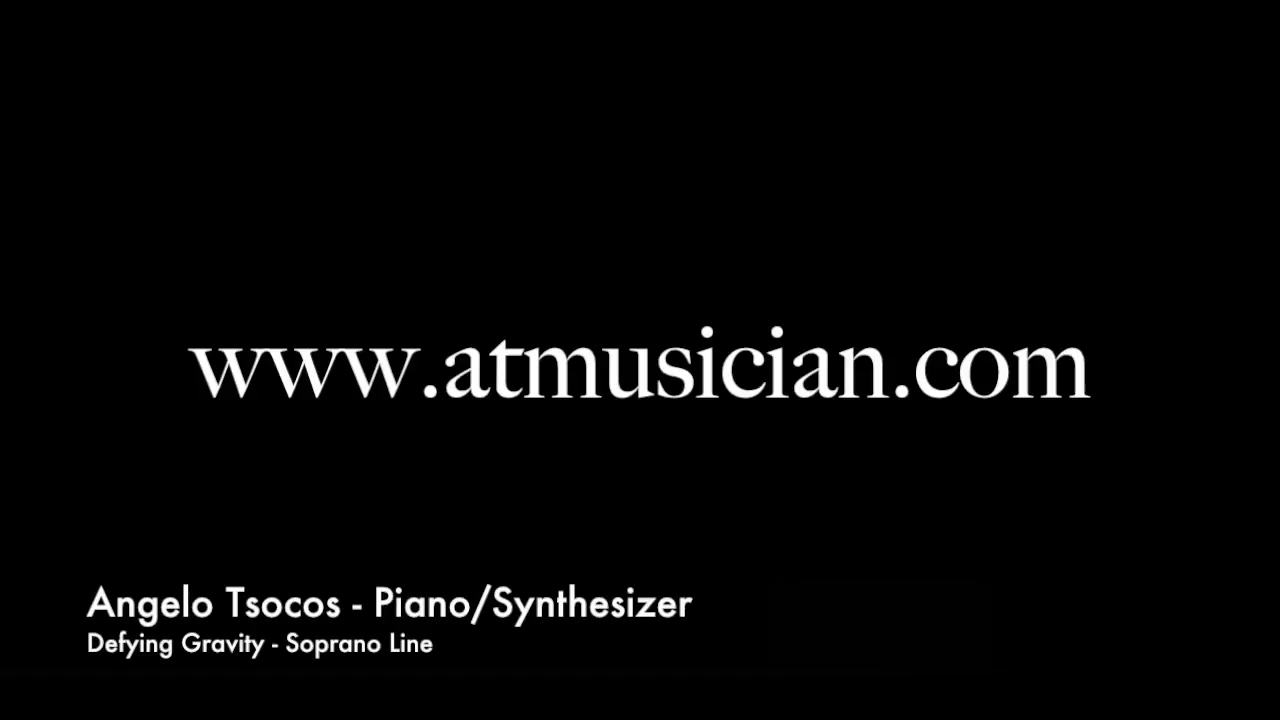 www.atmusician.com
Angelo Tsocos - Piano/Synthesizer
Defying Gravity - Soprano Line